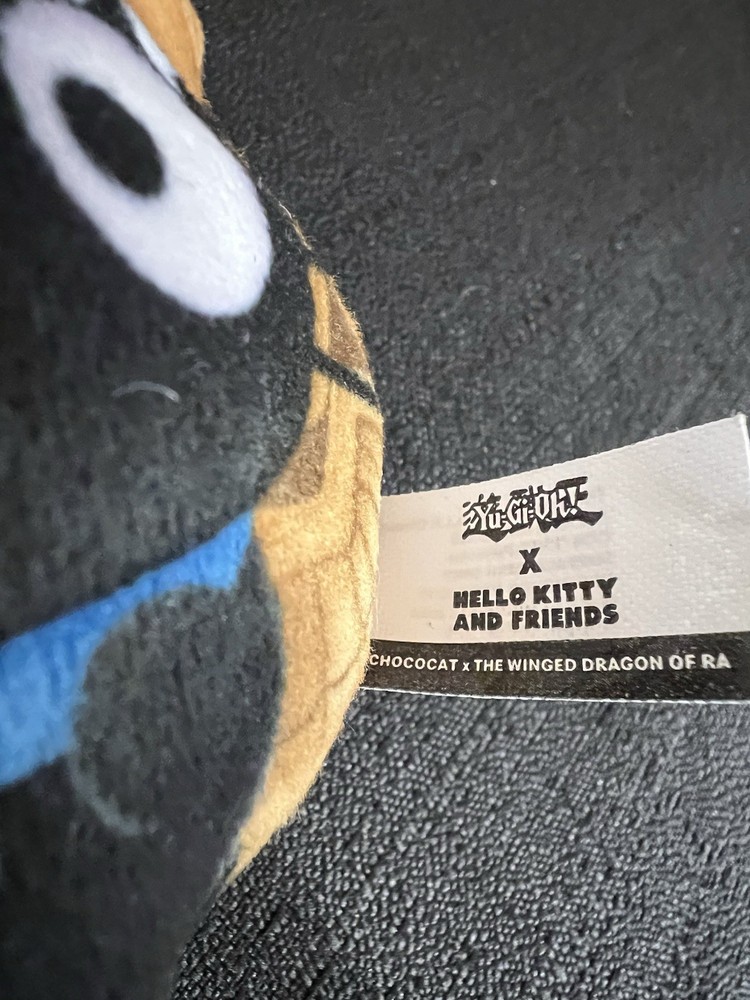 Yu-Gi-Oh!
X
HELLO KITTY
AND FRIENDS
CHOCOCAT x THE WINGED DRAGON OF RA